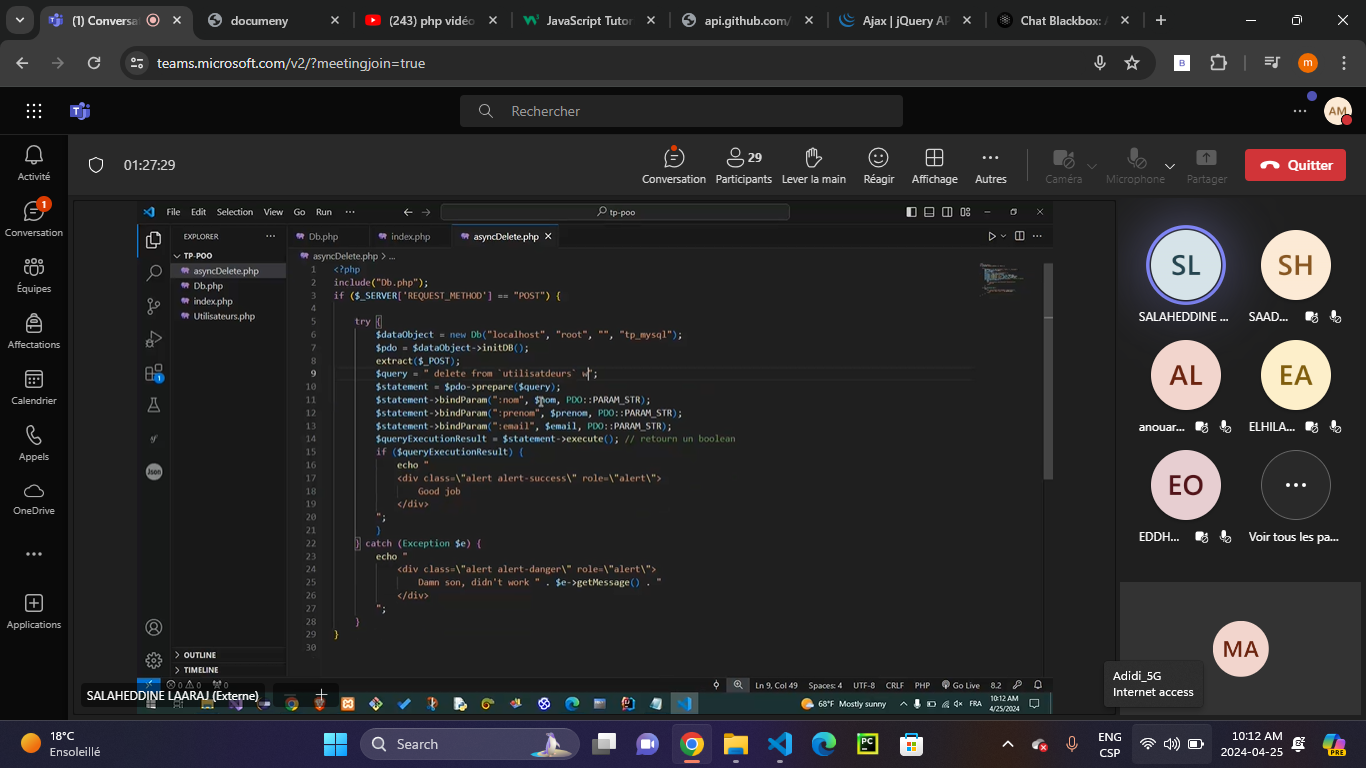 (1) Conversa
documeny
(243) php vidéo
JavaScript Tutor
api.github.com/
Ajax | jQuery AP
Chat Blackbox: A
teams.microsoft.com/v2/?meetingjoin=true
B
m
Rechercher
AM
Activité
1
Conversation
Équipes
Affectations
Calendrier
Appels
OneDrive
Applications
01:27:29
Conversation
29
Participants
Lever la main
Réagir
Affichage
Autres
Caméra
Microphone
Partager
Quitter
File Edit Selection View Go Run ···
tp-poo
EXPLORER
TP-POO
asyncDelete.php
Db.php
index.php
Utilisateurs.php
OUTLINE
TIMELINE
Db.php
index.php
asyncDelete.php
asyncDelete.php > ...
1 <?php
2 include("Db.php");
3 if ($_SERVER['REQUEST_METHOD'] == "POST") {
4
5 try {
6 $dataObject = new Db("localhost", "root", "", "tp_mysql");
7 $pdo = $dataObject->initDB();
8 extract($_POST);
9 $query = " delete from `utilisatdeurs` w";
10 $statement = $pdo->prepare($query);
11 $statement->bindParam(":nom", $nom, PDO::PARAM_STR);
12 $statement->bindParam(":prenom", $prenom, PDO::PARAM_STR);
13 $statement->bindParam(":email", $email, PDO::PARAM_STR);
14 $queryExecutionResult = $statement->execute(); // retourn un boolean
15 if ($queryExecutionResult) {
16 echo "
17 <div class=\"alert alert-success\" role=\"alert\">
18 Good job
19 </div>
20 ";
21 }
22 } catch (Exception $e) {
23 echo "
24 <div class=\"alert alert-danger\" role=\"alert\">
25 Damn son, didn't work " . $e->getMessage() . "
26 </div>
27 ";
28 }
29 }
30
Json
SALAHEDDINE LAARAJ (Externe)
Ln 9, Col 49 Spaces: 4 UTF-8 CRLF PHP Go Live 8.2
68°F Mostly sunny
FR
10:12 AM
4/25/2024
SL
SALAHEDDINE ...
SH
SAAD...
AL
anouar...
EA
ELHILA...
EO
EDDH...
Voir tous les pa...
MA
Adidi_5G
Internet access
18°C
Ensoleillé
Search
PC
ENG
CSP
10:12 AM
2024-04-25
PRE